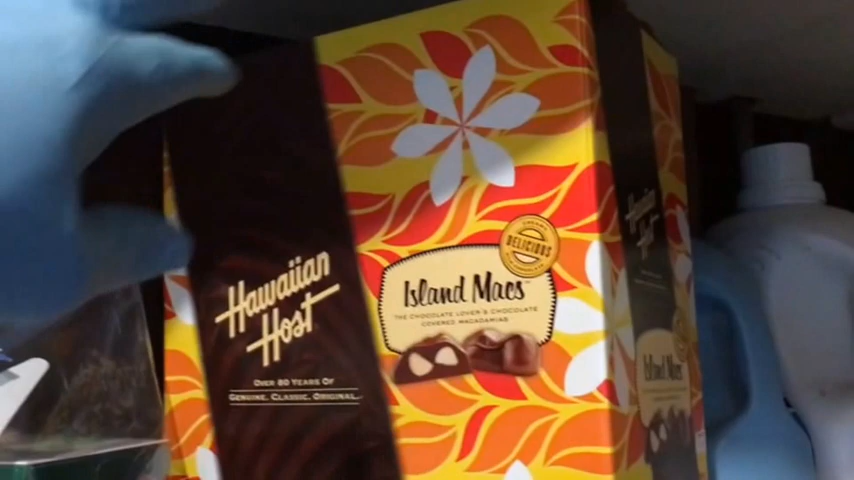 Hawaiian
Host
OVER 80 YEARS OF
GENUINE. CLASSIC. ORIGINAL.
DELICIOUS
Island Macs™
THE CHOCOLATE LOVER'S CHOCOLATE
COVERED MACADAMIAS
Hawaiian
Host
Island Macs